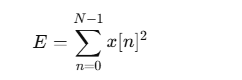 E = \sum_{n=0}^{N-1} x[n]^2